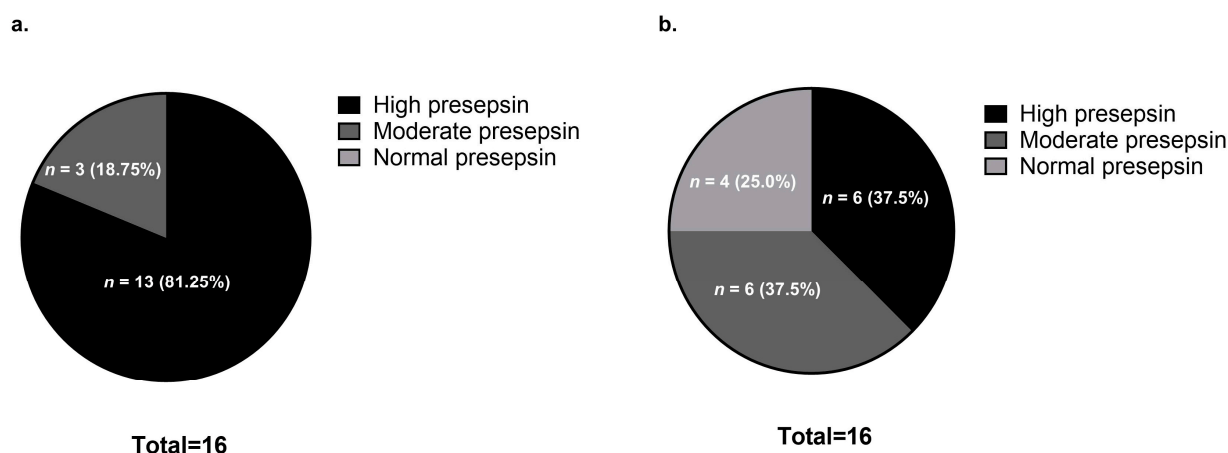 a.
High presepsin
Moderate presepsin
Normal presepsin
n = 3 (18.75%)
n = 13 (81.25%)
Total=16
b.
High presepsin
Moderate presepsin
Normal presepsin
n = 4 (25.0%)
n = 6 (37.5%)
n = 6 (37.5%)
Total=16